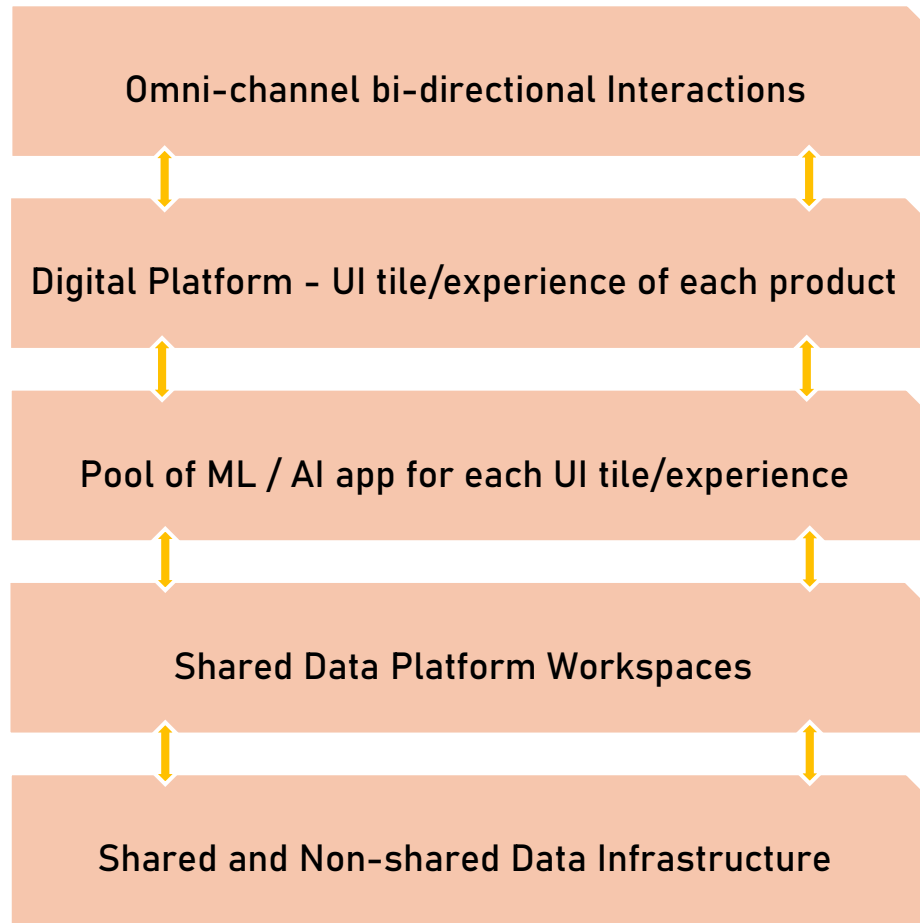 Omni-channel bi-directional Interactions
Digital Platform - UI tile/experience of each product
Pool of ML / AI app for each UI tile/experience
Shared Data Platform Workspaces
Shared and Non-shared Data Infrastructure